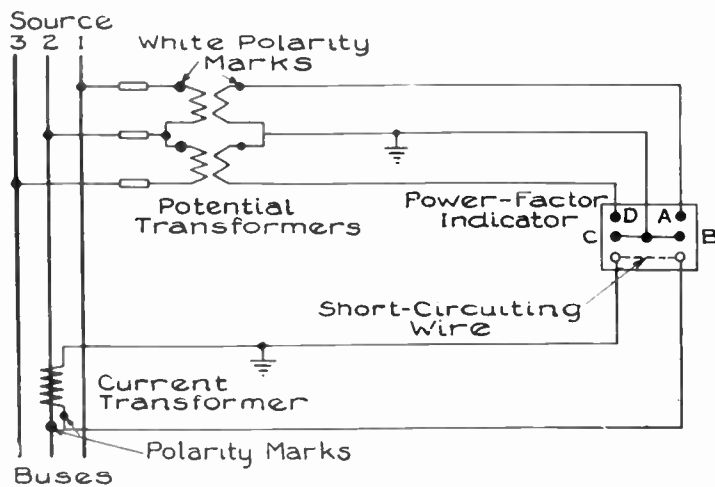 Source
3 2 1
White Polarity
Marks
Potential
Transformers
Power-Factor
Indicator
D A
C B
Short-Circuiting
Wire
Current
Transformer
Polarity Marks
Buses